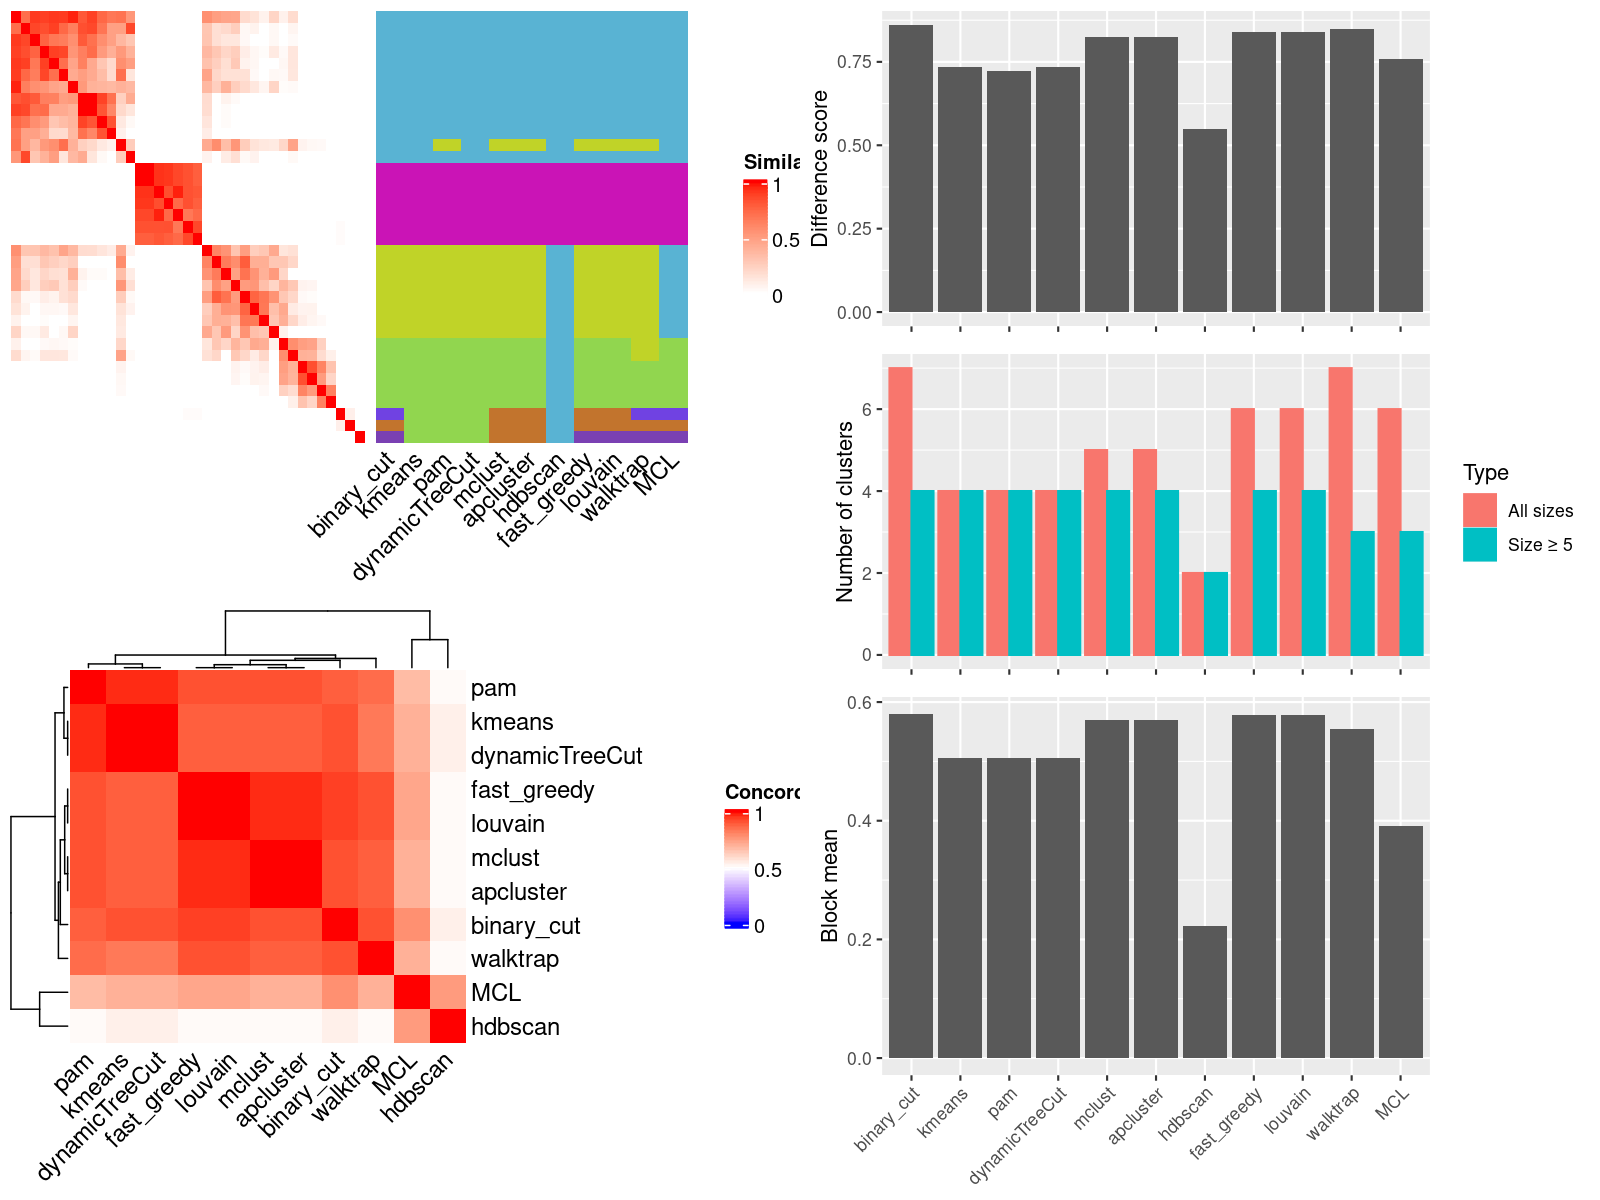 Simila
1
0.5
0
binary_cut
kmeans
pam
dynamicTreeCut
mclust
apcluster
hdbscan
fast_greedy
louvain
walktrap
MCL
pam
kmeans
dynamicTreeCut
fast_greedy
louvain
mclust
apcluster
binary_cut
walktrap
MCL
hdbscan
Concord
1
0.5
0
pam
kmeans
dynamicTreeCut
fast_greedy
louvain
mclust
apcluster
binary_cut
walktrap
MCL
hdbscan
Difference score
0.75
0.50
0.25
0.00
Number of clusters
6
4
2
0
Type
All sizes
Size ≥ 5
Block mean
0.6
0.4
0.2
0.0
binary_cut
kmeans
pam
dynamicTreeCut
mclust
apcluster
hdbscan
fast_greedy
louvain
walktrap
MCL